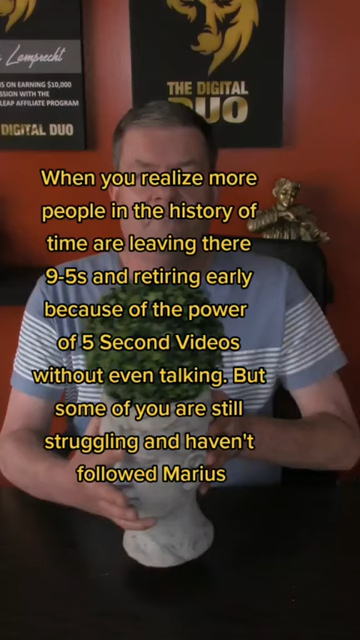 Lamprecht
S ON EARNING $10,000
SSION WITH THE
LEAP AFFILIATE PROGRAM
DIGITAL DUO
THE DIGITAL
DUO
When you realize more
people in the history of
time are leaving there
9-5s and retiring early
because of the power
of 5 Second Videos
without even talking. But
some of you are still
struggling and haven't
followed Marius